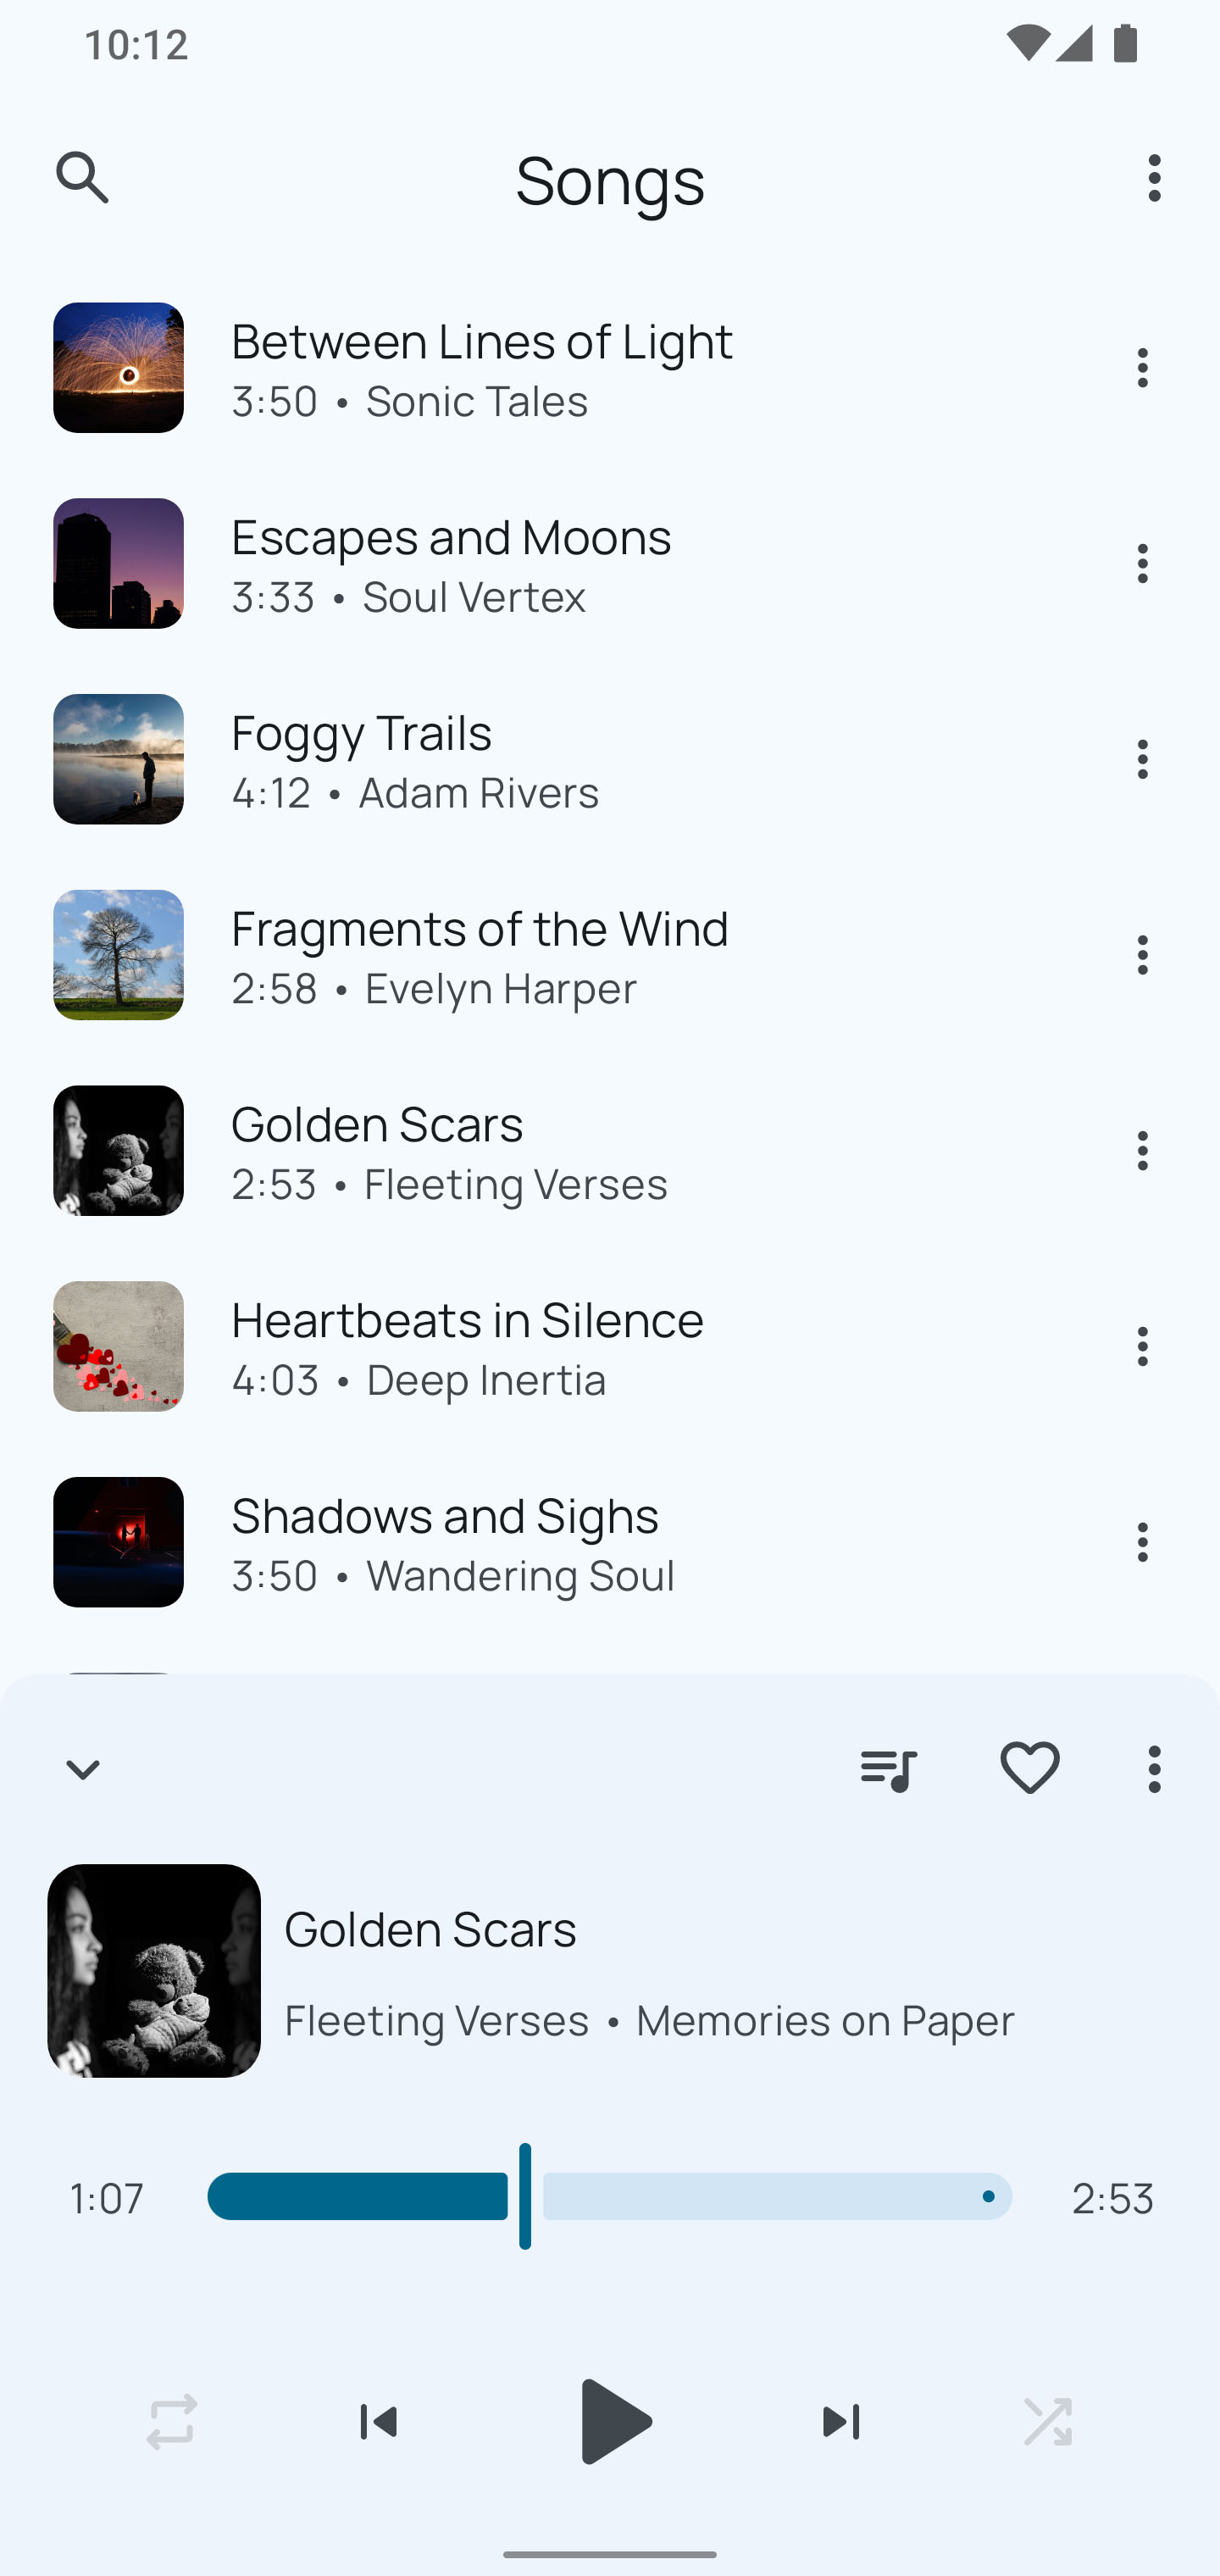 10:12
Songs
Between Lines of Light
3:50 • Sonic Tales
Escapes and Moons
3:33 • Soul Vertex
Foggy Trails
4:12 • Adam Rivers
Fragments of the Wind
2:58 • Evelyn Harper
Golden Scars
2:53 • Fleeting Verses
Heartbeats in Silence
4:03 • Deep Inertia
Shadows and Sighs
3:50 • Wandering Soul
Golden Scars
Fleeting Verses • Memories on Paper
1:07
2:53